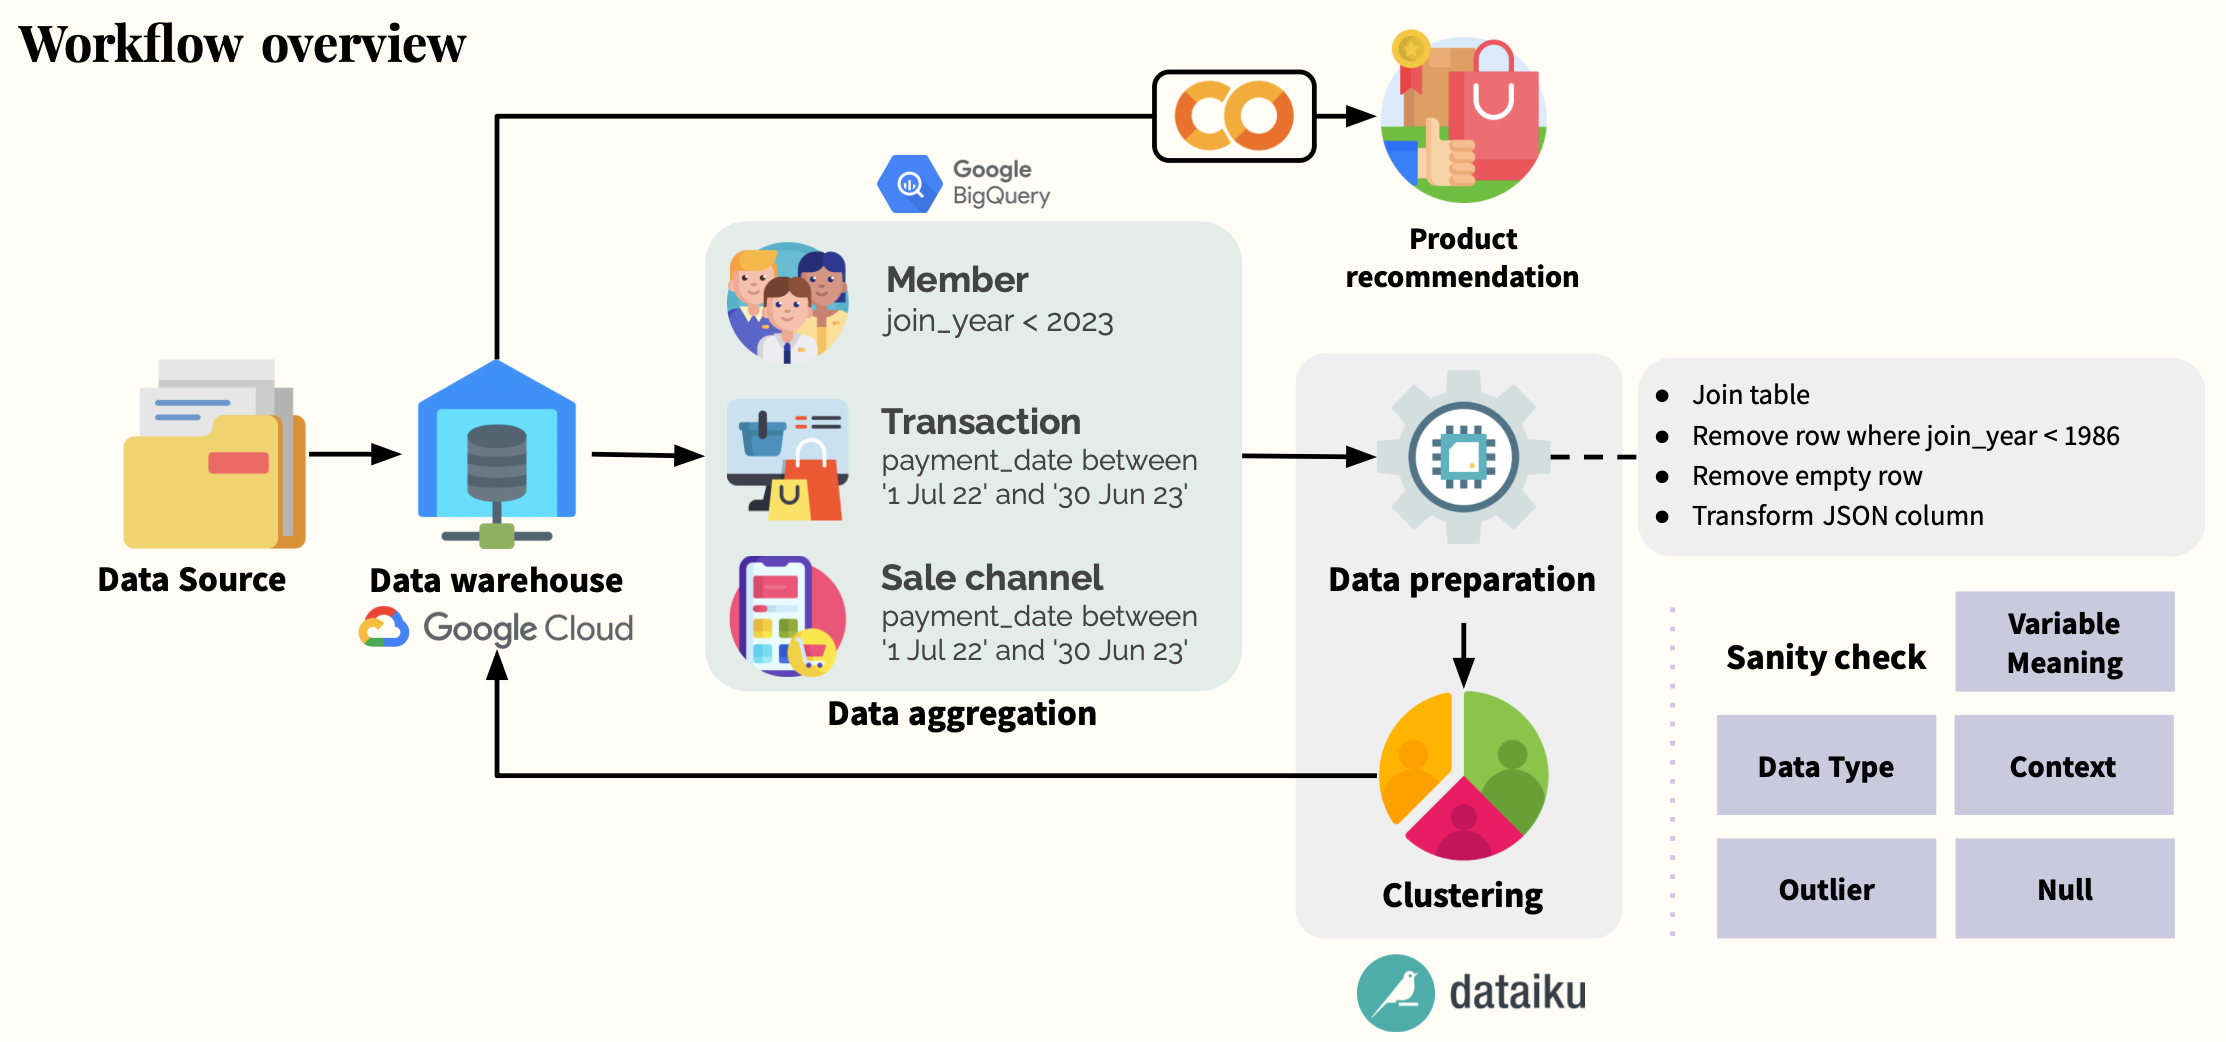 Workflow overview
Google
BigQuery
Product
recommendation
Member
join_year < 2023
Transaction
payment_date between
'1 Jul 22' and '30 Jun 23'
Sale channel
payment_date between
'1 Jul 22' and '30 Jun 23'
Data aggregation
Data Source
Data warehouse
Google Cloud
Data preparation
● Join table
● Remove row where join_year < 1986
● Remove empty row
● Transform JSON column
Clustering
dataiku
Sanity check
Variable
Meaning
Data Type
Context
Outlier
Null